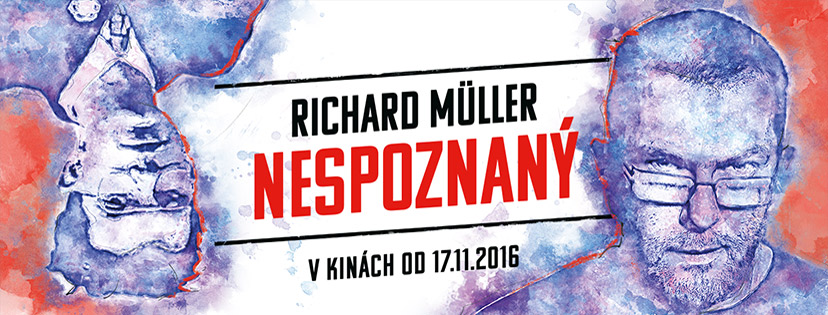 RICHARD MÜLLER
NESPOZNANÝ
V KINÁCH OD 17.11.2016